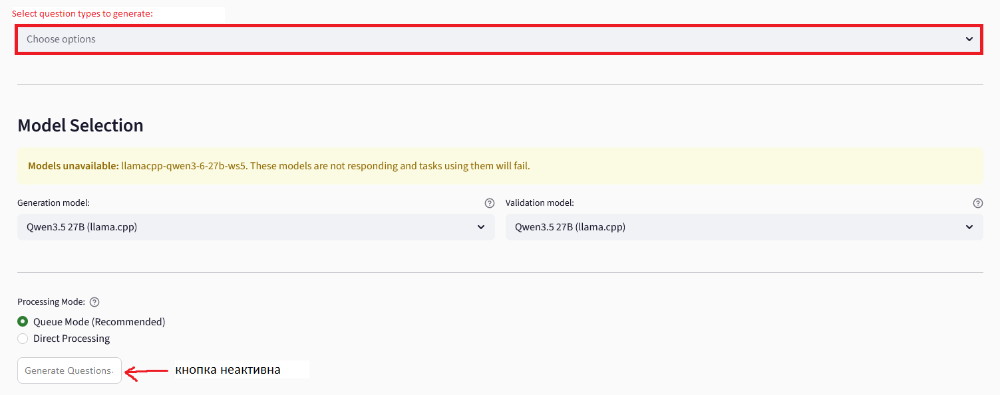 Select question types to generate:
Choose options
Model Selection
Models unavailable: llamacpp-qwen3-6-27b-ws5. These models are not responding and tasks using them will fail.
Generation model:
Validation model:
Qwen3.5 27B (llama.cpp)
Qwen3.5 27B (llama.cpp)
Processing Mode:
Queue Mode (Recommended)
Direct Processing
Generate Questions
кнопка неактивна